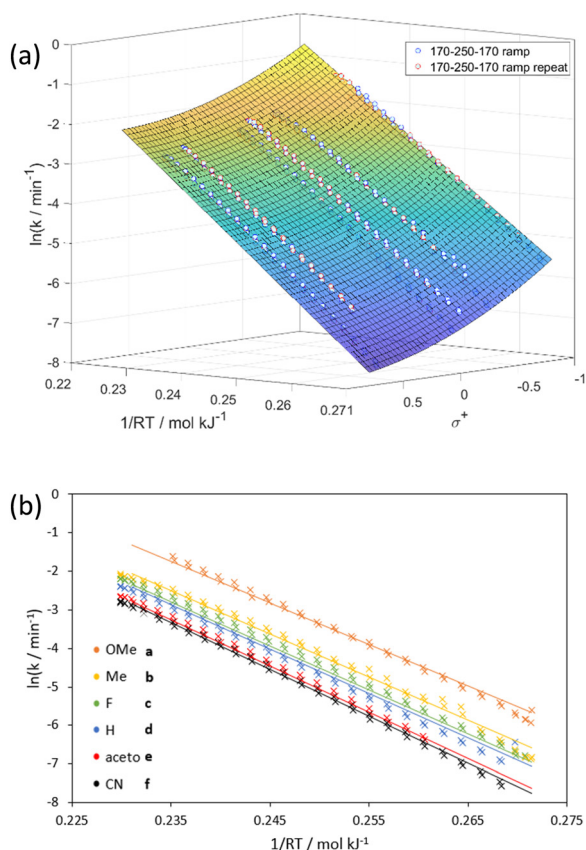 (a)
170-250-170 ramp
170-250-170 ramp repeat
0
-1
-2
-3
-4
-5
-6
-7
-8
ln(k / min⁻¹)
0.22
0.23
0.24
0.25
0.26
0.271
1/RT / mol kJ⁻¹
0.5
0
-0.5
-1
σ⁺
(b)
0
-1
-2
-3
-4
-5
-6
-7
-8
ln(k / min⁻¹)
OMe a
Me b
F c
H d
aceto e
CN f
0.225
0.235
0.245
0.255
0.265
0.275
1/RT / mol kJ⁻¹